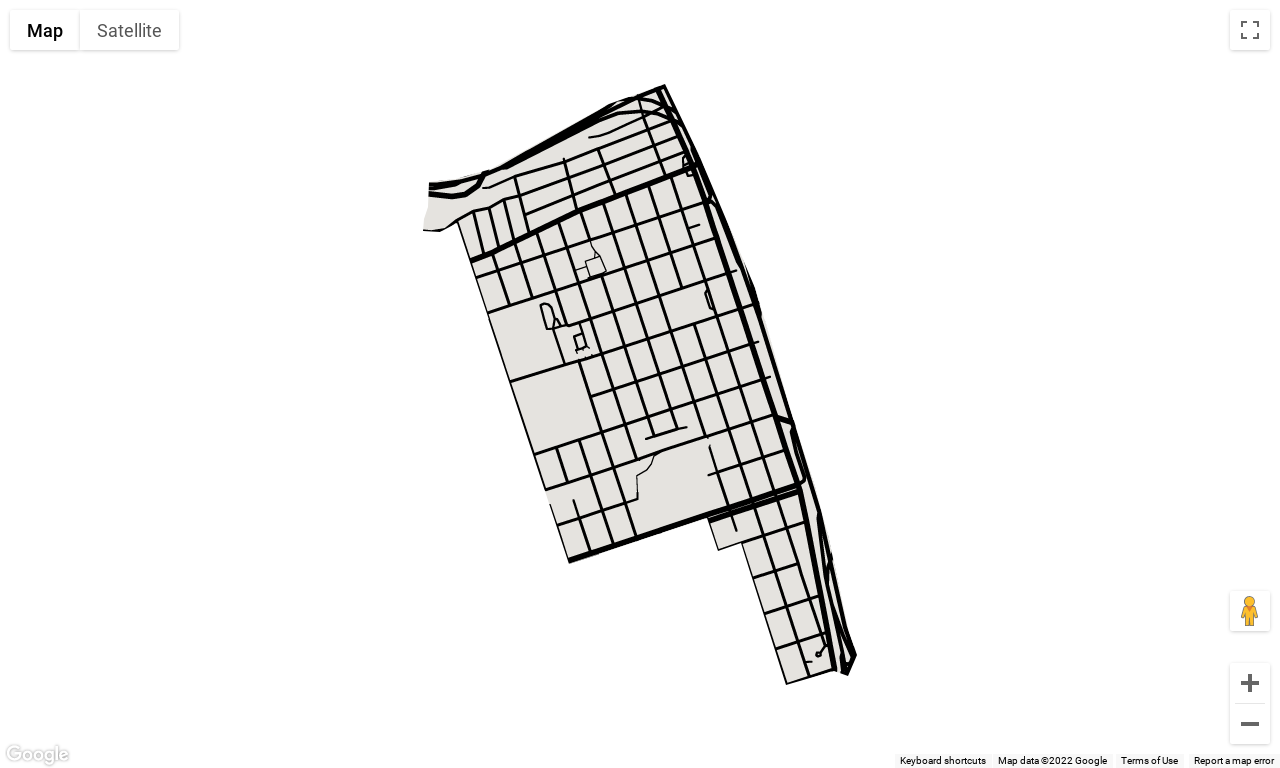 Map
Satellite
Google
Keyboard shortcuts
Map data ©2022 Google
Terms of Use
Report a map error